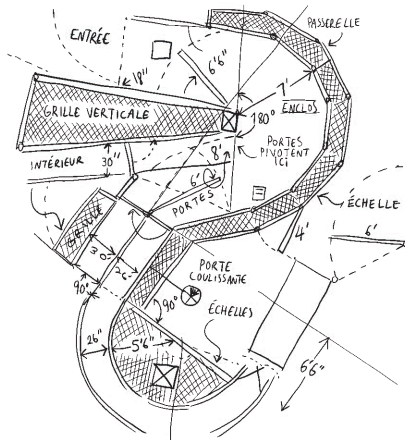 PASSERELLE
ENTRÉE
6'6"
18"
7'
GRILLE VERTICALE
180°
ENCLOS
PORTES
PIVOTENT
ICI
INTÉRIEUR
30"
8'
6'
PORTES
GRILLE
ÉCHELLE
4'
6'
30"
26"
90°
PORTE
COULISSANTE
90°
ÉCHELLES
26"
5'6"
6'6"